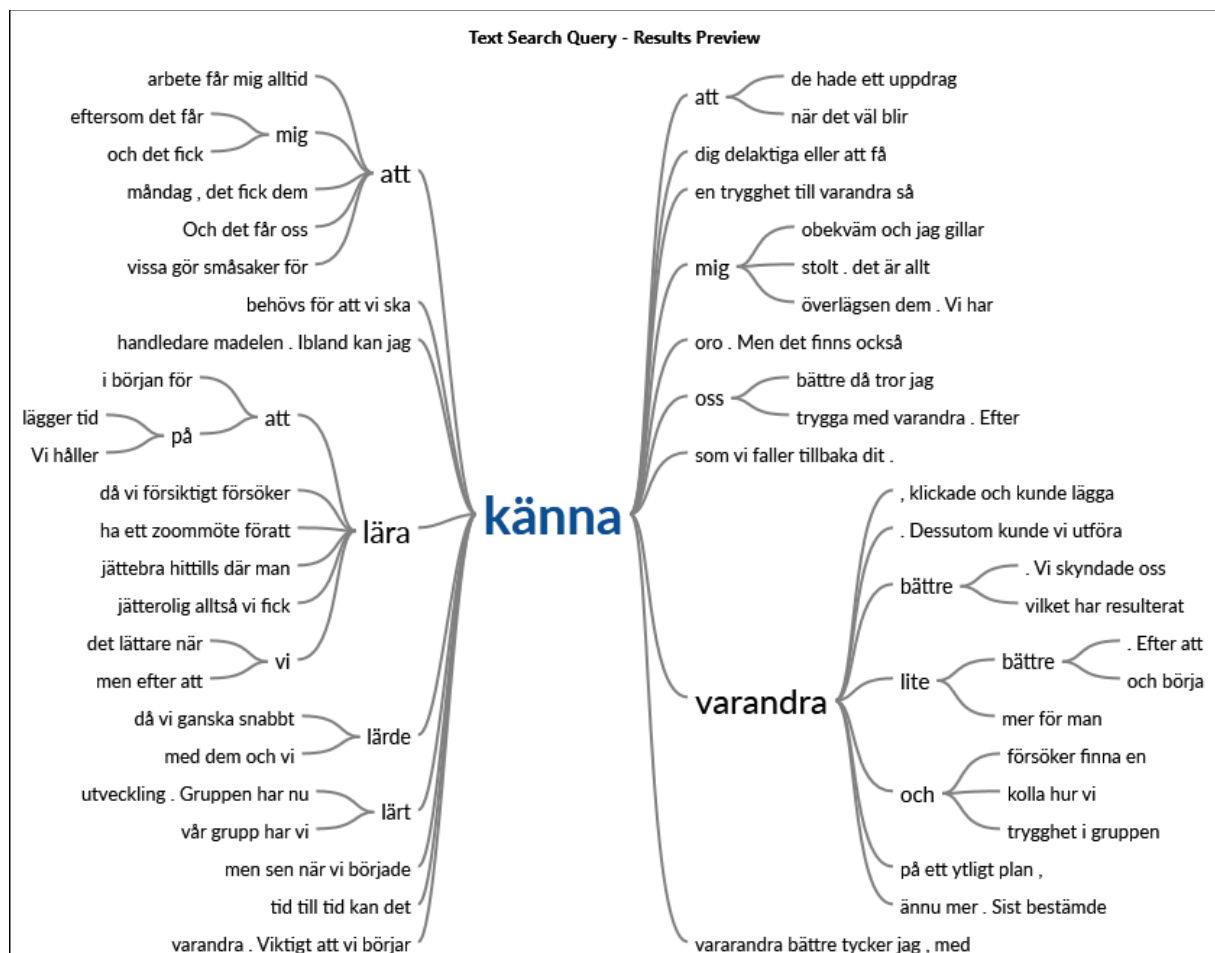 Text Search Query - Results Preview
arbete får mig alltid
eftersom det får
och det fick
mig
måndag , det fick dem
Och det får oss
vissa gör småsaker för
att
behövs för att vi ska
handledare madelen . Ibland kan jag
i början för
lägger tid
Vi håller
på
att
då vi försiktigt försöker
ha ett zoommöte föratt
jättebra hittills där man
jätterolig alltså vi fick
det lättare när
men efter att
vi
lära
då vi ganska snabbt
med dem och vi
lärde
utveckling . Gruppen har nu
vår grupp har vi
lärt
men sen när vi började
tid till tid kan det
varandra . Viktigt att vi börjar
känna
att
de hade ett uppdrag
när det väl blir
dig delaktiga eller att få
en trygghet till varandra så
mig
obekväm och jag gillar
stolt . det är allt
överlägsen dem . Vi har
oro . Men det finns också
oss
bättre då tror jag
trygga med varandra . Efter
som vi faller tillbaka dit .
varandra
, klickade och kunde lägga
. Dessutom kunde vi utföra
bättre
. Vi skyndade oss
vilket har resulterat
lite
bättre
. Efter att
och börja
mer för man
och
försöker finna en
kolla hur vi
trygghet i gruppen
på ett ytligt plan ,
ännu mer . Sist bestämde
vararandra bättre tycker jag , med